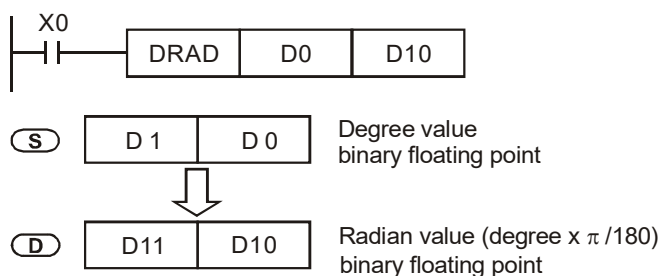 X0
DRAD D0 D10
S D 1 D 0 Degree value
binary floating point
D D11 D10 Radian value (degree x π /180)
binary floating point